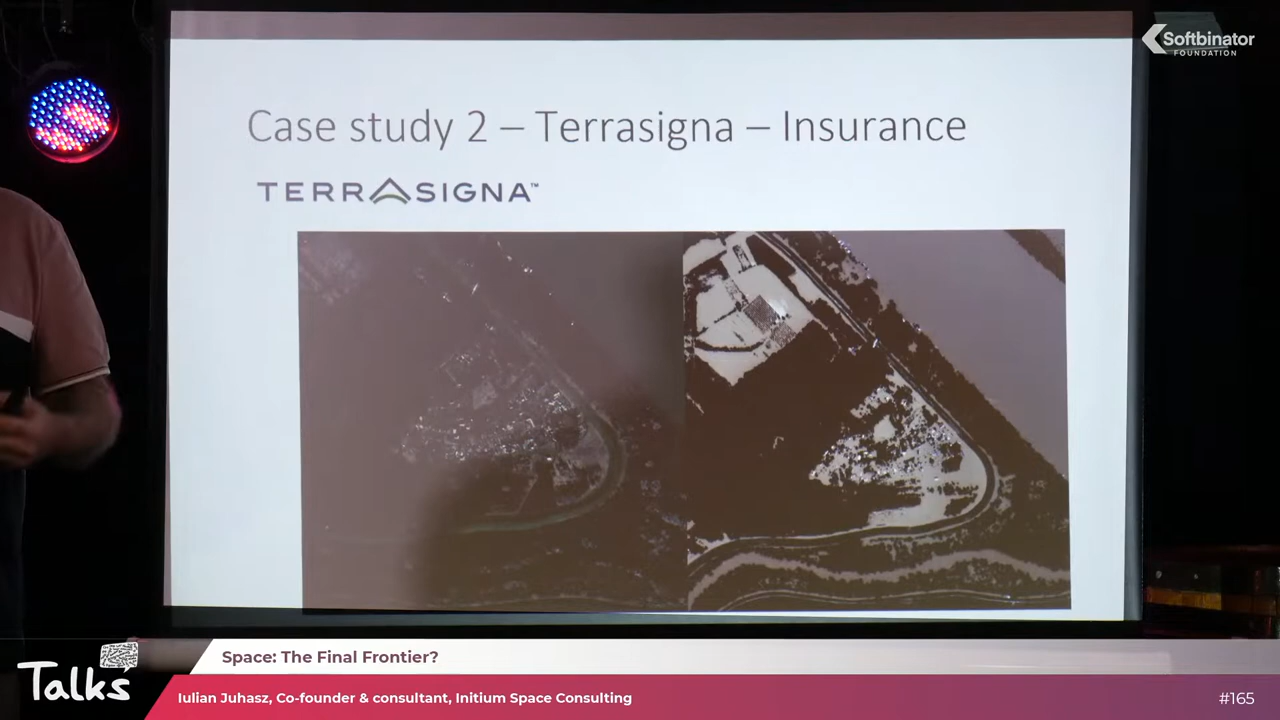 Softbinator
FOUNDATION
Case study 2 – Terrasigna – Insurance
TERRASIGNA™
Space: The Final Frontier?
Talks
Iulian Juhasz, Co-founder & consultant, Initium Space Consulting
#165